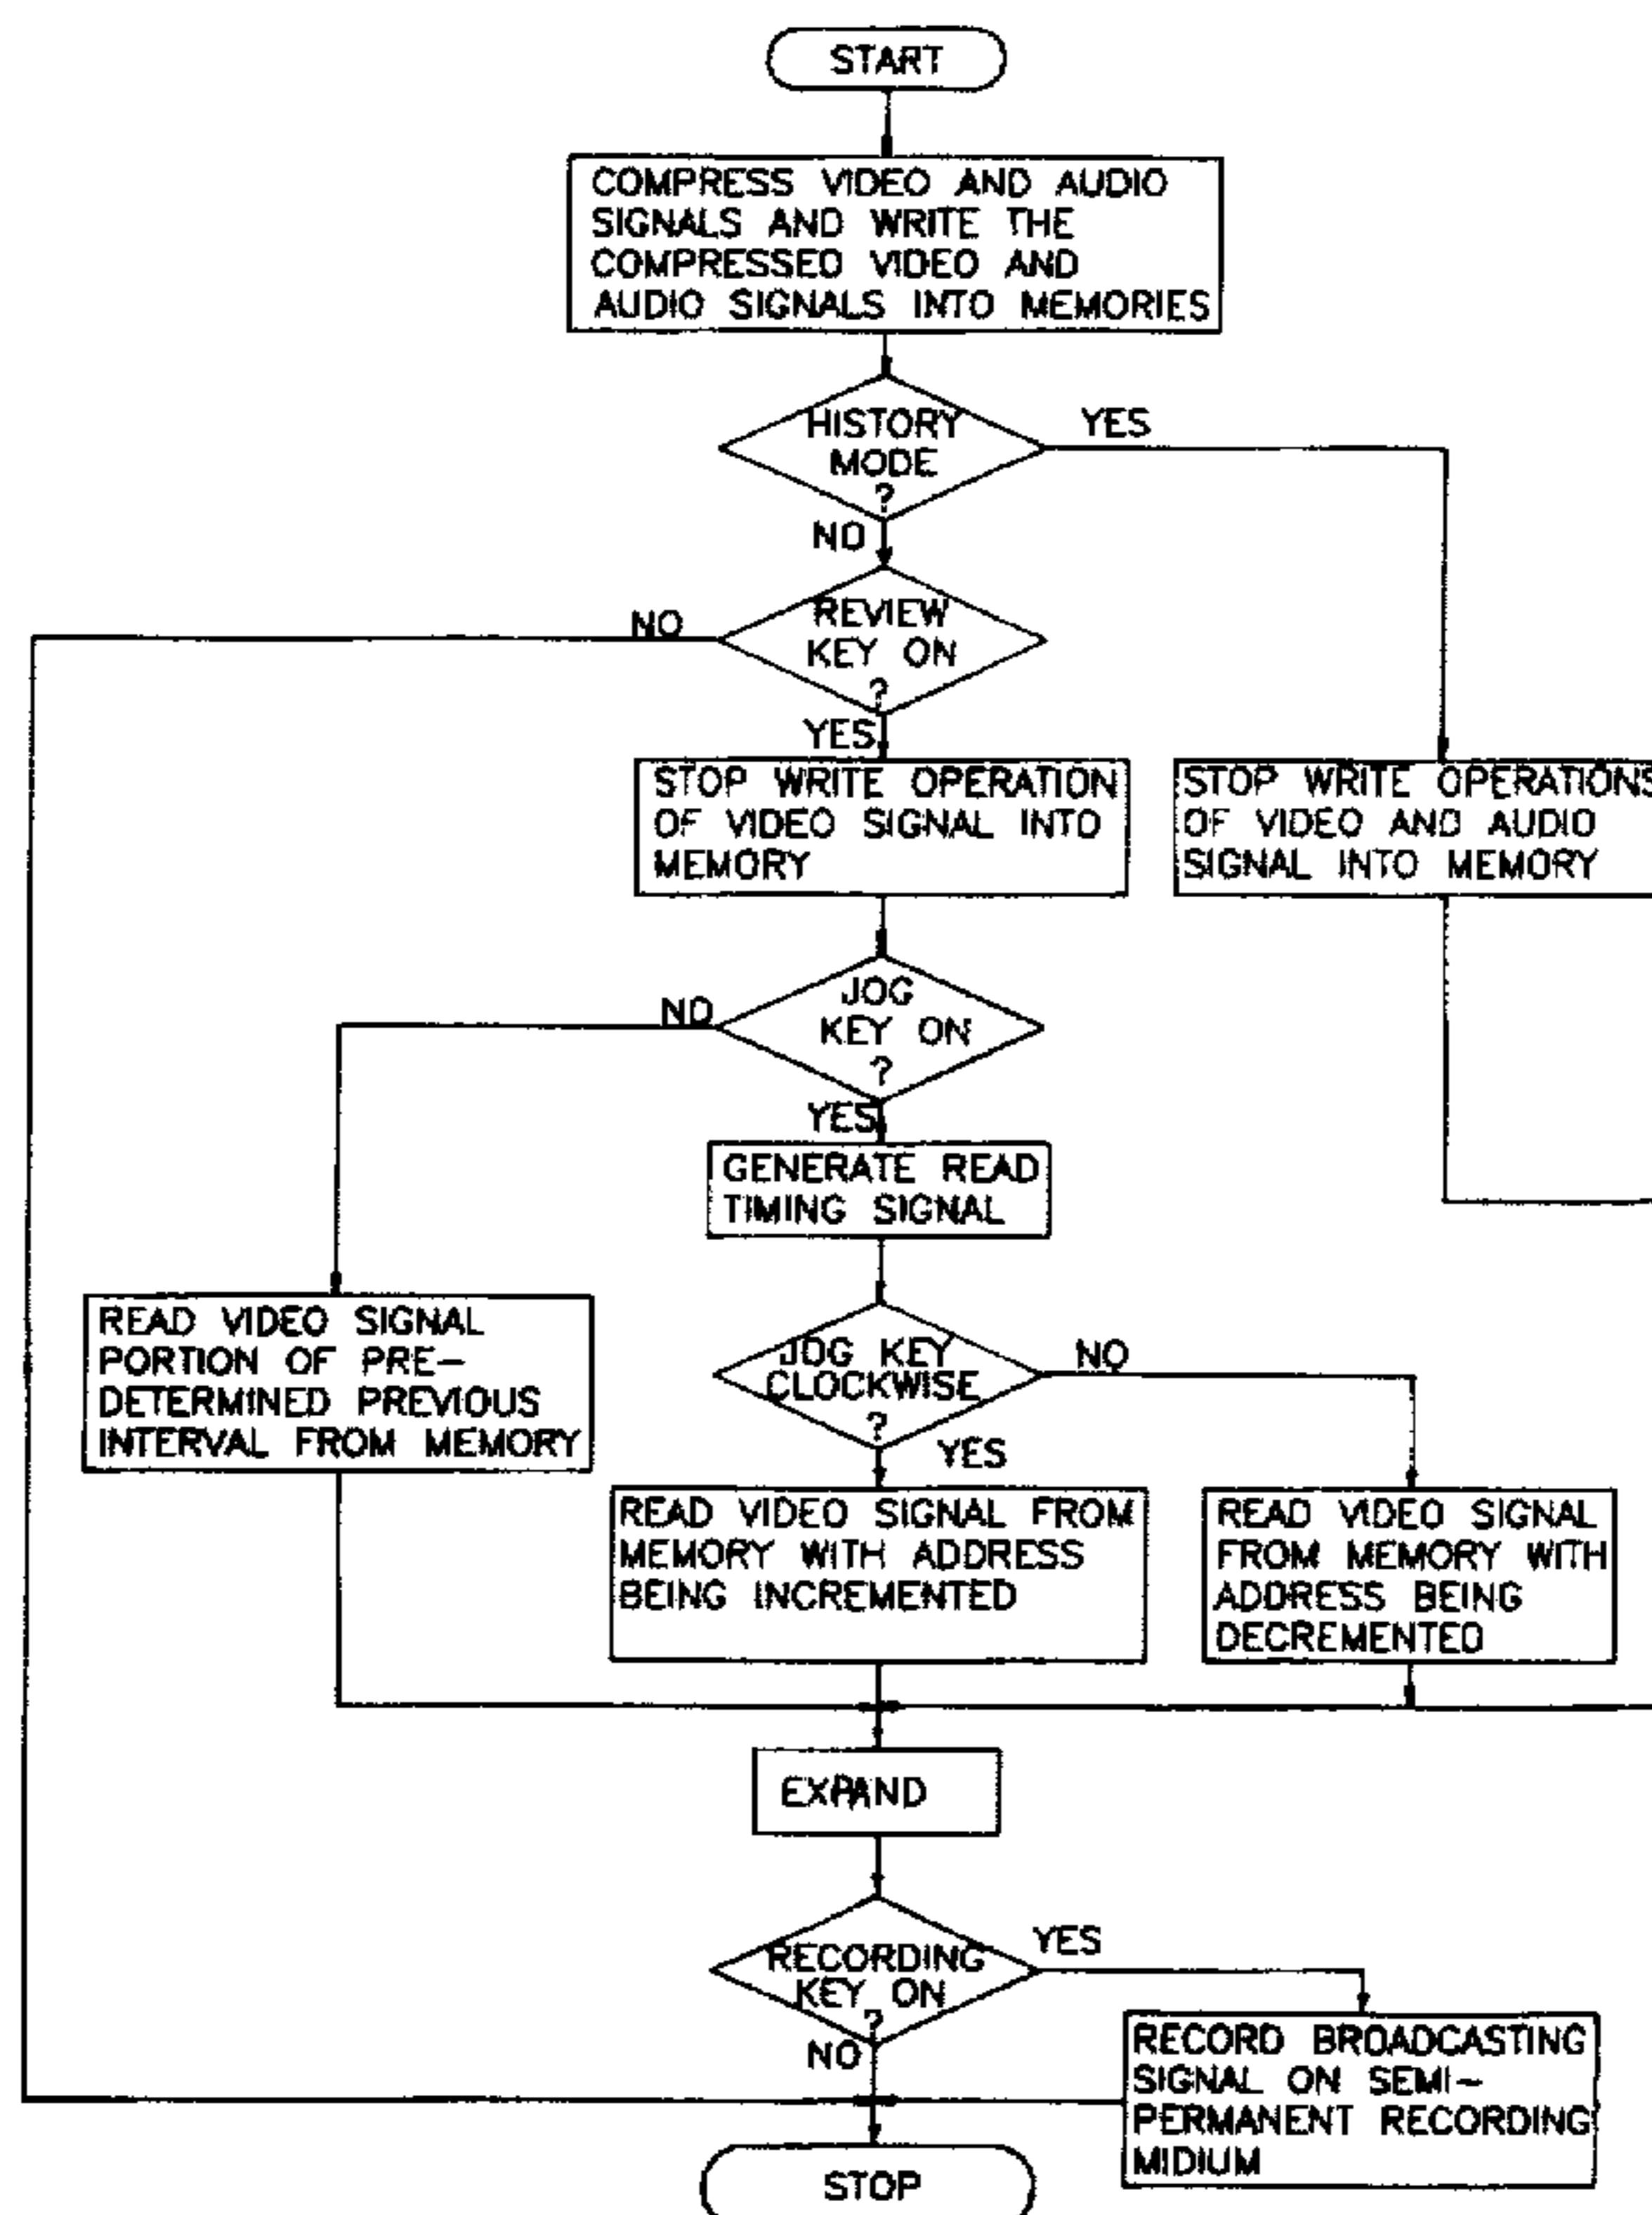 START
COMPRESS VIDEO AND AUDIO
SIGNALS AND WRITE THE
COMPRESSED VIDEO AND
AUDIO SIGNALS INTO MEMORIES
HISTORY
MODE
?
YES
NO
REVIEW
KEY ON
?
NO
YES
STOP WRITE OPERATION
OF VIDEO SIGNAL INTO
MEMORY
STOP WRITE OPERATIONS
OF VIDEO AND AUDIO
SIGNAL INTO MEMORY
JOG
KEY ON
?
NO
YES
GENERATE READ
TIMING SIGNAL
READ VIDEO SIGNAL
PORTION OF PRE-
DETERMINED PREVIOUS
INTERVAL FROM MEMORY
JOG KEY
CLOCKWISE
?
NO
YES
READ VIDEO SIGNAL FROM
MEMORY WITH ADDRESS
BEING INCREMENTED
READ VIDEO SIGNAL
FROM MEMORY WITH
ADDRESS BEING
DECREMENTED
EXPAND
RECORDING
KEY ON
?
YES
NO
RECORD BROADCASTING
SIGNAL ON SEMI-
PERMANENT RECORDING
MIDIUM
STOP